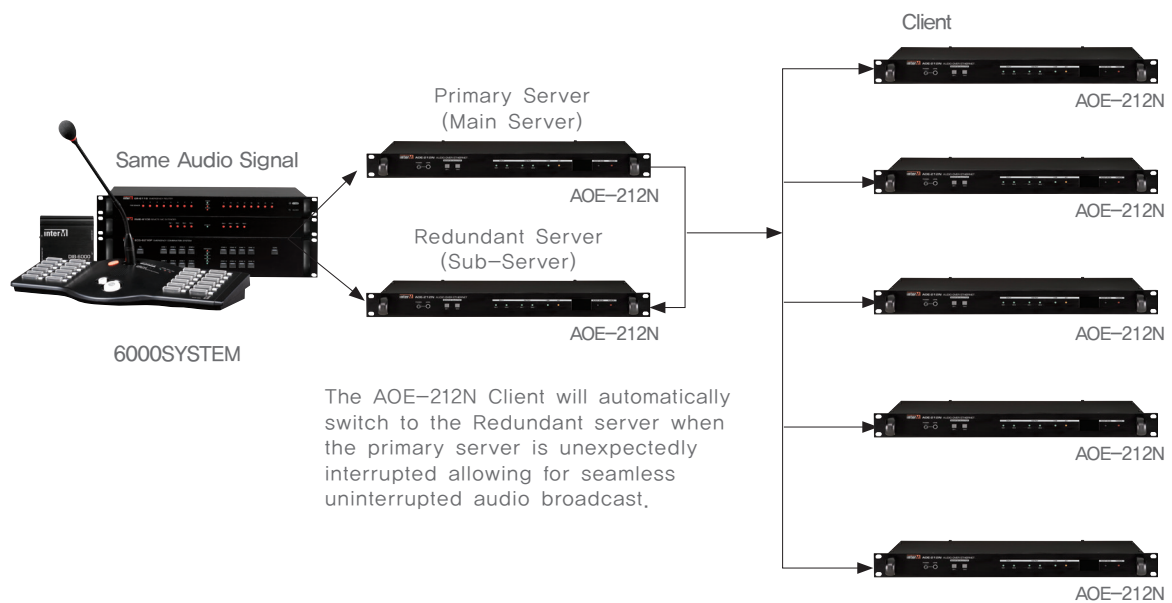 Client
AOE-212N
Primary Server
(Main Server)
Same Audio Signal
AOE-212N
AOE-212N
inter M
Redundant Server
(Sub-Server)
AOE-212N
AOE-212N
6000SYSTEM
The AOE-212N Client will automatically
switch to the Redundant server when
the primary server is unexpectedly
interrupted allowing for seamless
uninterrupted audio broadcast.
AOE-212N
AOE-212N